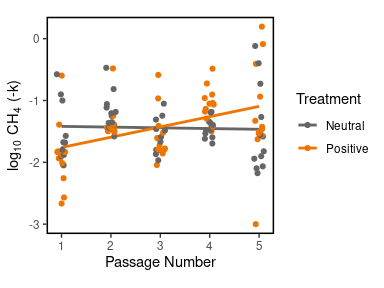 0
-1
-2
-3
log₁₀ CH₄ (-k)
1 2 3 4 5
Passage Number
Treatment
Neutral
Positive